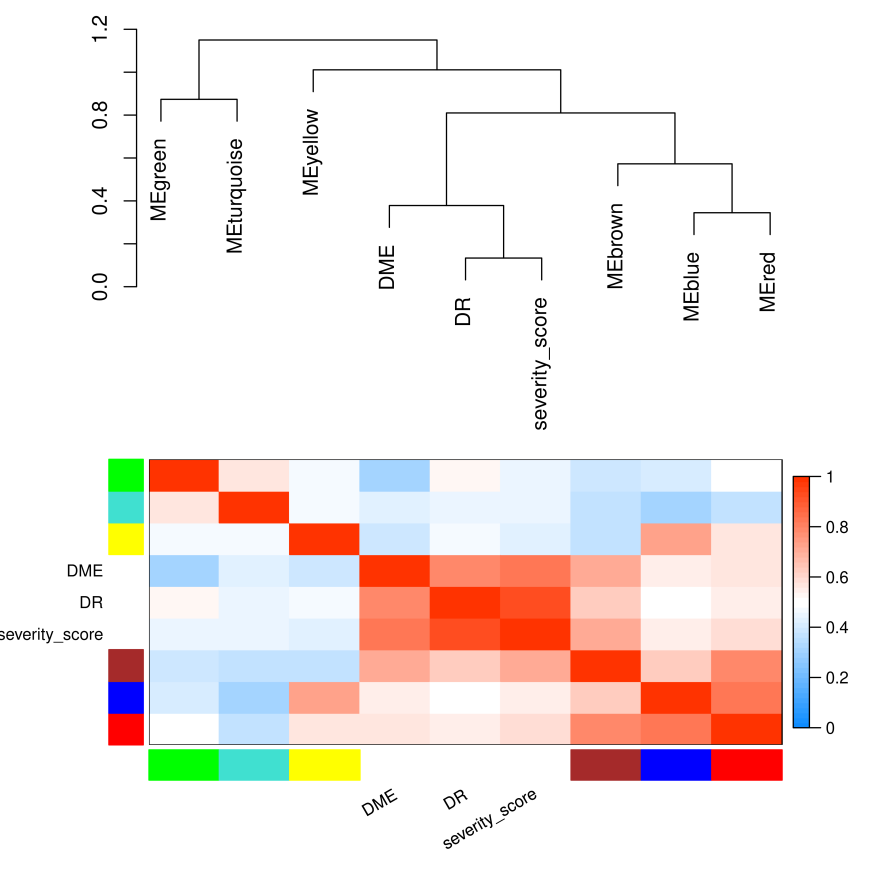 1.2
0.8
0.4
0.0
MEgreen
MEturquoise
MEyellow
DME
DR
severity_score
MEbrown
MEblue
MEred
DME
DR
severity_score
1
0.8
0.6
0.4
0.2
0
DME
DR
severity_score